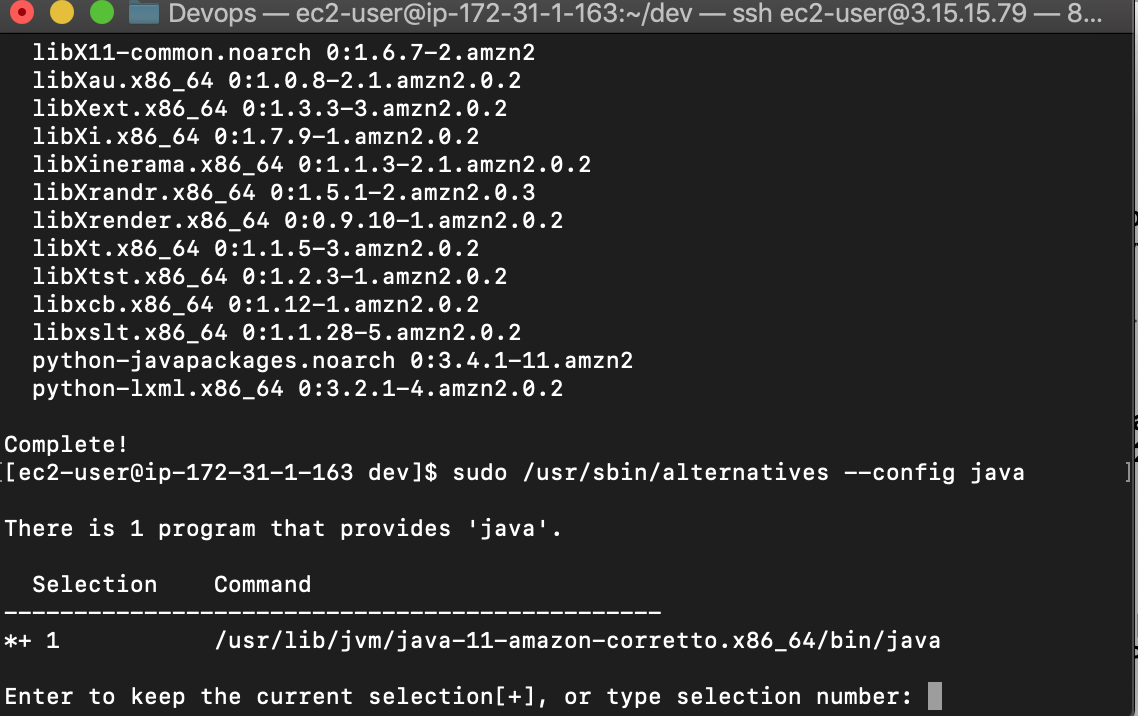 Devops — ec2-user@ip-172-31-1-163:~/dev — ssh ec2-user@3.15.15.79 — 8...
libX11-common.noarch 0:1.6.7-2.amzn2
libXau.x86_64 0:1.0.8-2.1.amzn2.0.2
libXext.x86_64 0:1.3.3-3.amzn2.0.2
libXi.x86_64 0:1.7.9-1.amzn2.0.2
libXinerama.x86_64 0:1.1.3-2.1.amzn2.0.2
libXrandr.x86_64 0:1.5.1-2.amzn2.0.3
libXrender.x86_64 0:0.9.10-1.amzn2.0.2
libXt.x86_64 0:1.1.5-3.amzn2.0.2
libXtst.x86_64 0:1.2.3-1.amzn2.0.2
libxcb.x86_64 0:1.12-1.amzn2.0.2
libxslt.x86_64 0:1.1.28-5.amzn2.0.2
python-javapackages.noarch 0:3.4.1-11.amzn2
python-lxml.x86_64 0:3.2.1-4.amzn2.0.2
Complete!
[[ec2-user@ip-172-31-1-163 dev]$ sudo /usr/sbin/alternatives --config java ]
There is 1 program that provides 'java'.
Selection Command
-----------------------------------------------
*+ 1 /usr/lib/jvm/java-11-amazon-corretto.x86_64/bin/java
Enter to keep the current selection[+], or type selection number: